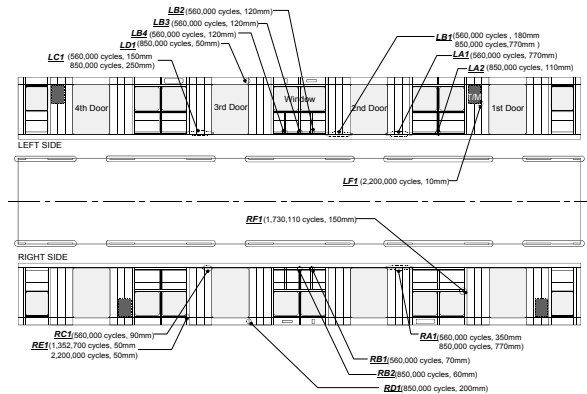 LB2(560,000 cycles, 120mm)
LB3(560,000 cycles, 120mm)
LB4(560,000 cycles, 120mm)
LD1(850,000 cycles, 50mm)
LC1(560,000 cycles, 150mm
850,000 cycles, 250mm)
LB1(560,000 cycles , 180mm
850,000 cycles,770mm )
LA1(560,000 cycles, 770mm)
LA2(850,000 cycles, 110mm)
4th Door
3rd Door
Window
2nd Door
1st Door
LEFT SIDE
LF1(2,200,000 cycles, 10mm)
RF1(1,730,110 cycles, 150mm)
RIGHT SIDE
RC1(560,000 cycles, 90mm)
RE1(1,352,700 cycles, 50mm
2,200,000 cycles, 50mm)
RA1(560,000 cycles, 350mm
850,000 cycles, 770mm)
RB1(560,000 cycles, 70mm)
RB2(850,000 cycles, 60mm)
RD1(850,000 cycles, 200mm)